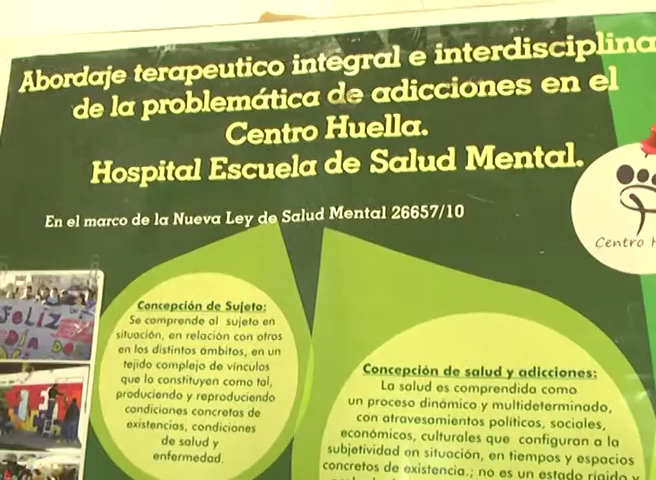 Abordaje terapeutico integral e interdisciplina
de la problemática de adicciones en el
Centro Huella.
Hospital Escuela de Salud Mental.
En el marco de la Nueva Ley de Salud Mental 26657/10
Centro H
FELIZ
DÍA
Concepción de Sujeto:
Se comprende al sujeto en
situación, en relación con otros
en los distintos ámbitos, en un
tejido complejo de vínculos
que lo constituyen como tal,
produciendo y reproduciendo
condiciones concretas de
existencias, condiciones
de salud y
enfermedad.
Concepción de salud y adicciones:
La salud es comprendida como
un proceso dinámico y multideterminado,
con atravesamientos políticos, sociales,
económicos, culturales que configuran a la
subjetividad en situación, en tiempos y espacios
concretos de existencia.; no es un estado rígido y